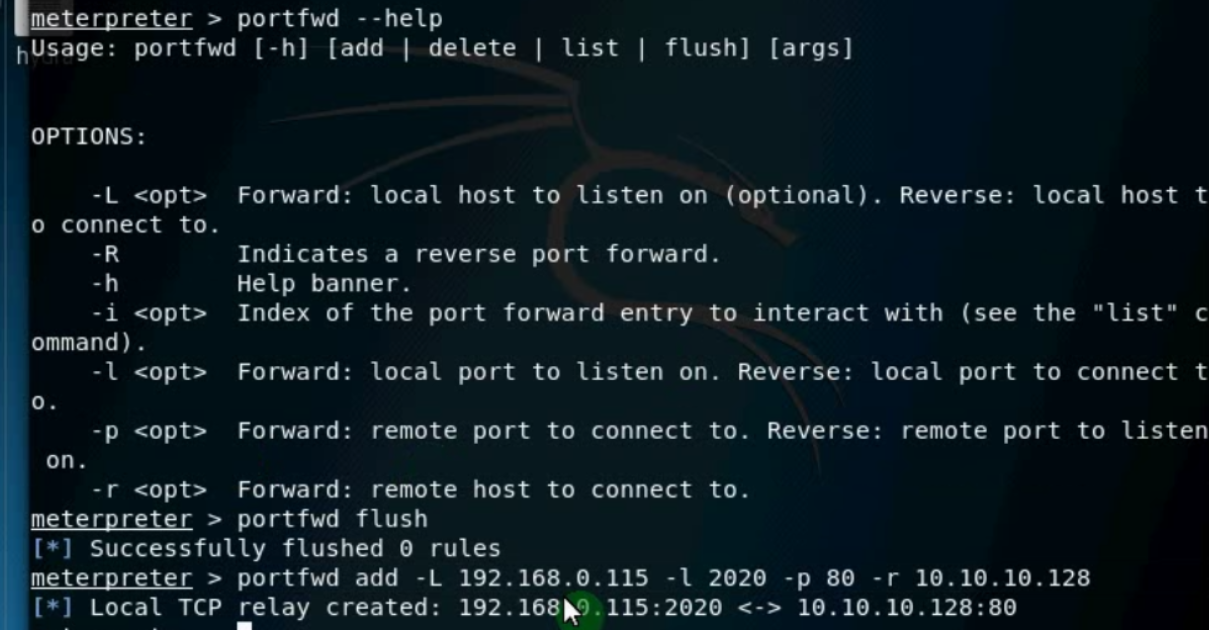 meterpreter > portfwd --help
Usage: portfwd [-h] [add | delete | list | flush] [args]
OPTIONS:
-L <opt>  Forward: local host to listen on (optional). Reverse: local host t
o connect to.
-R        Indicates a reverse port forward.
-h        Help banner.
-i <opt>  Index of the port forward entry to interact with (see the "list" c
ommand).
-l <opt>  Forward: local port to listen on. Reverse: local port to connect t
o.
-p <opt>  Forward: remote port to connect to. Reverse: remote port to listen
on.
-r <opt>  Forward: remote host to connect to.
meterpreter > portfwd flush
[*] Successfully flushed 0 rules
meterpreter > portfwd add -L 192.168.0.115 -l 2020 -p 80 -r 10.10.10.128
[*] Local TCP relay created: 192.168.0.115:2020 <-> 10.10.10.128:80